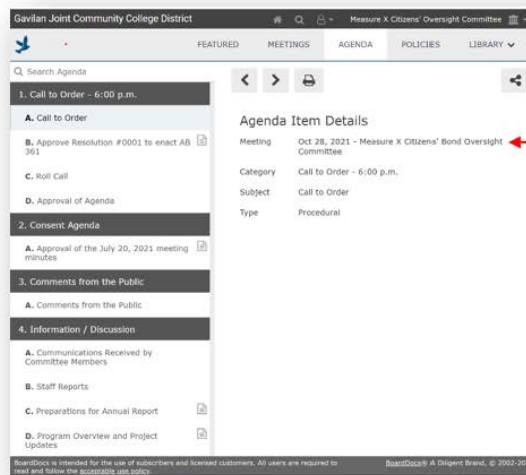 Gavilan Joint Community College District
Measure X Citizens' Oversight Committee
FEATURED MEETINGS AGENDA POLICIES LIBRARY
Search Agenda
1. Call to Order - 6:00 p.m.
A. Call to Order
B. Approve Resolution #0001 to enact AB
361
C. Roll Call
D. Approval of Agenda
2. Consent Agenda
A. Approval of the July 20, 2021 meeting
minutes
3. Comments from the Public
A. Comments from the Public
4. Information / Discussion
A. Communications Received by
Committee Members
B. Staff Reports
C. Preparations for Annual Report
D. Program Overview and Project
Updates
Agenda Item Details
Meeting Oct 28, 2021 - Measure X Citizens' Bond Oversight
Committee
Category Call to Order - 6:00 p.m.
Subject Call to Order
Type Procedural
BoardDocs is intended for the use of subscribers and licensed customers. All users are required to
read and follow the acceptable use policy.
BoardDocs® A Diligent Brand, © 2002-20